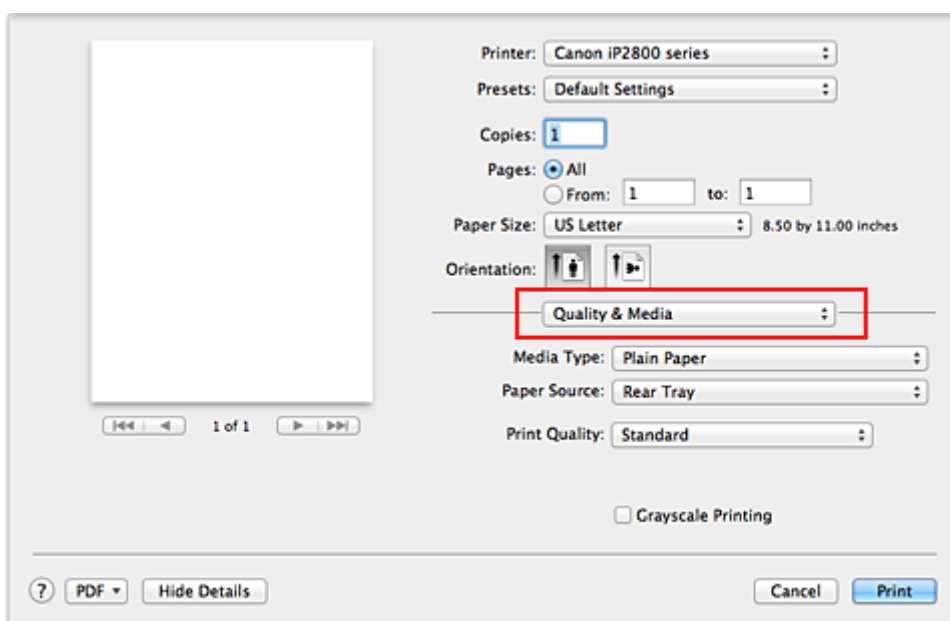 Printer: Canon iP2800 series
Presets: Default Settings
Copies: 1
Pages: All
From: 1 to: 1
Paper Size: US Letter 8.50 by 11.00 inches
Orientation:
Quality & Media
Media Type: Plain Paper
Paper Source: Rear Tray
1 of 1
Print Quality: Standard
Grayscale Printing
? PDF Hide Details Cancel Print